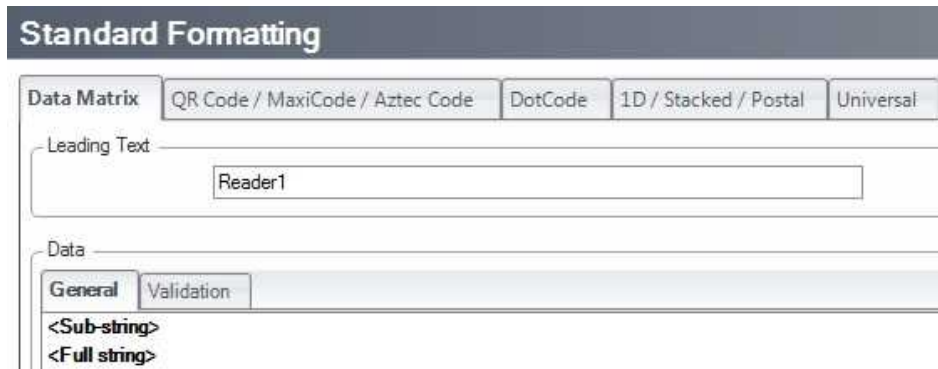 Standard Formatting
Data Matrix QR Code / MaxiCode / Aztec Code DotCode 1D / Stacked / Postal Universal
Leading Text
Reader1
Data
General Validation
<Sub-string>
<Full string>